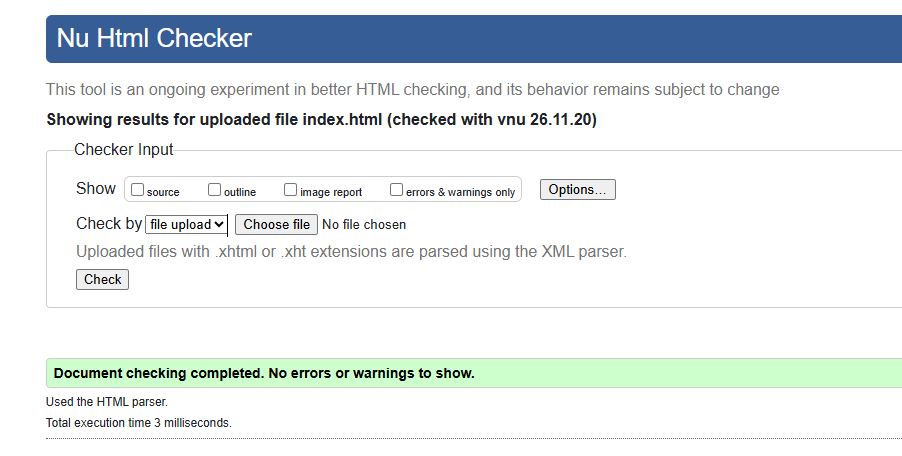 Nu Html Checker
This tool is an ongoing experiment in better HTML checking, and its behavior remains subject to change
Showing results for uploaded file index.html (checked with vnu 26.11.20)
Checker Input
Show source outline image report errors & warnings only Options...
Check by file upload Choose file No file chosen
Uploaded files with .xhtml or .xht extensions are parsed using the XML parser.
Check
Document checking completed. No errors or warnings to show.
Used the HTML parser.
Total execution time 3 milliseconds.